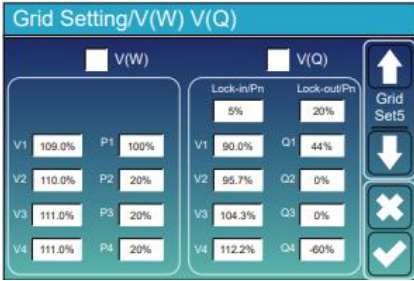 Grid Setting/V(W) V(Q)
V(W) V(Q)
Lock-in/Pn Lock-out/Pn
5% 20%
Grid
Set5
V1 109.0% P1 100% V1 90.0% Q1 44%
V2 110.0% P2 20% V2 95.7% Q2 0%
V3 111.0% P3 20% V3 104.3% Q3 0%
V4 111.0% P4 20% V4 112.2% Q4 -60%